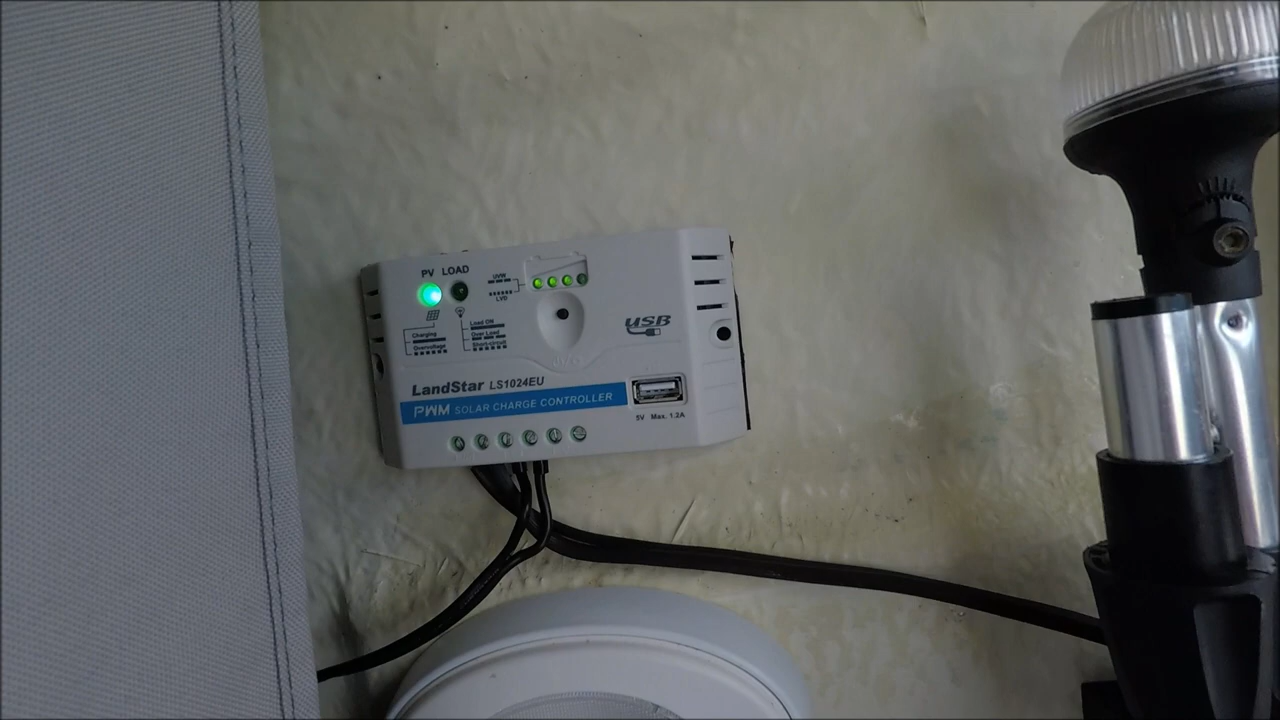 PV LOAD
UVW
LVD
Charging
Overvoltage
Load ON
Over Load
Short-circuit
USB
LandStar LS1024EU
PWM SOLAR CHARGE CONTROLLER
5V Max. 1.2A